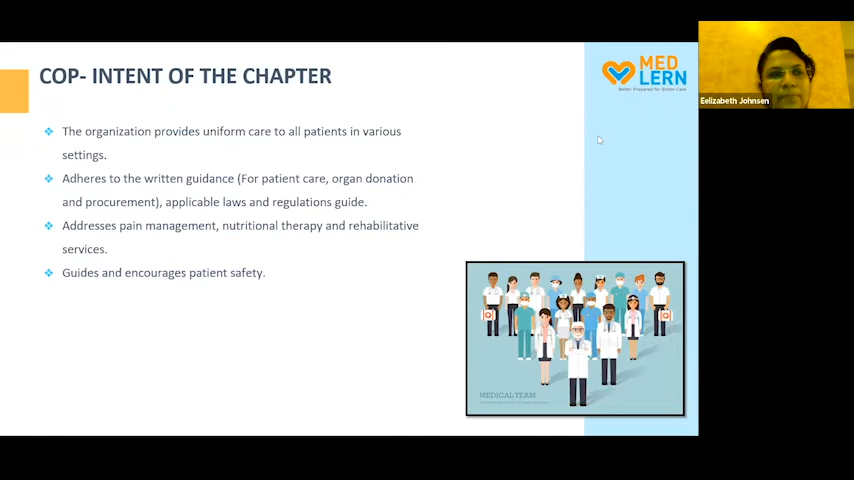 COP- INTENT OF THE CHAPTER
The organization provides uniform care to all patients in various
settings.
Adheres to the written guidance (For patient care, organ donation
and procurement), applicable laws and regulations guide.
Addresses pain management, nutritional therapy and rehabilitative
services.
Guides and encourages patient safety.
MED
LERN
Better Prepared for Better Care
Eelizabeth Johnsen
MEDICAL TEAM